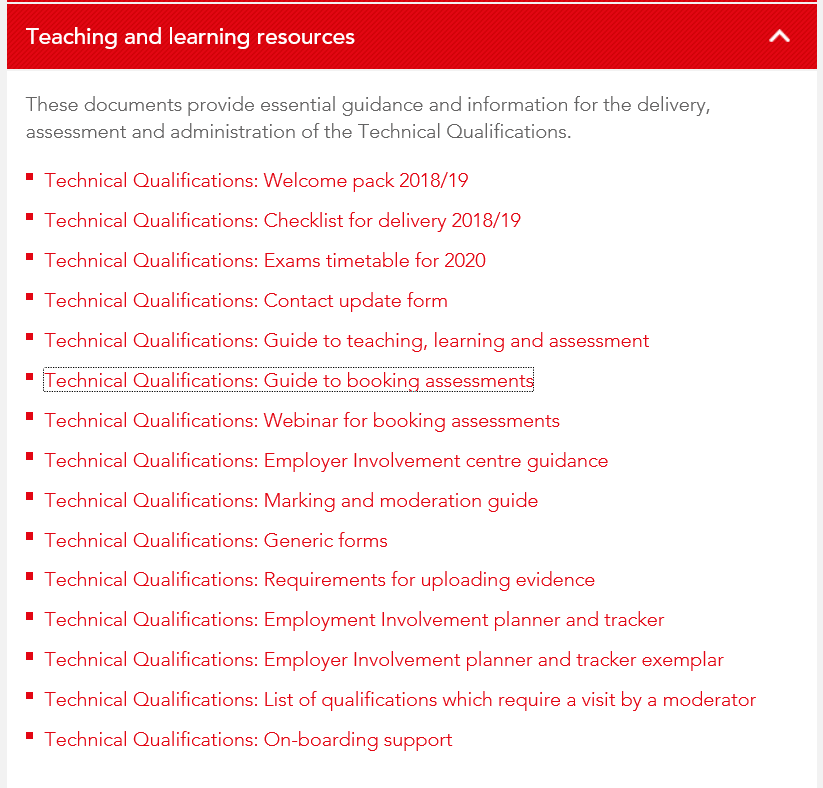 Teaching and learning resources
These documents provide essential guidance and information for the delivery,
assessment and administration of the Technical Qualifications.
Technical Qualifications: Welcome pack 2018/19
Technical Qualifications: Checklist for delivery 2018/19
Technical Qualifications: Exams timetable for 2020
Technical Qualifications: Contact update form
Technical Qualifications: Guide to teaching, learning and assessment
Technical Qualifications: Guide to booking assessments
Technical Qualifications: Webinar for booking assessments
Technical Qualifications: Employer Involvement centre guidance
Technical Qualifications: Marking and moderation guide
Technical Qualifications: Generic forms
Technical Qualifications: Requirements for uploading evidence
Technical Qualifications: Employment Involvement planner and tracker
Technical Qualifications: Employer Involvement planner and tracker exemplar
Technical Qualifications: List of qualifications which require a visit by a moderator
Technical Qualifications: On-boarding support